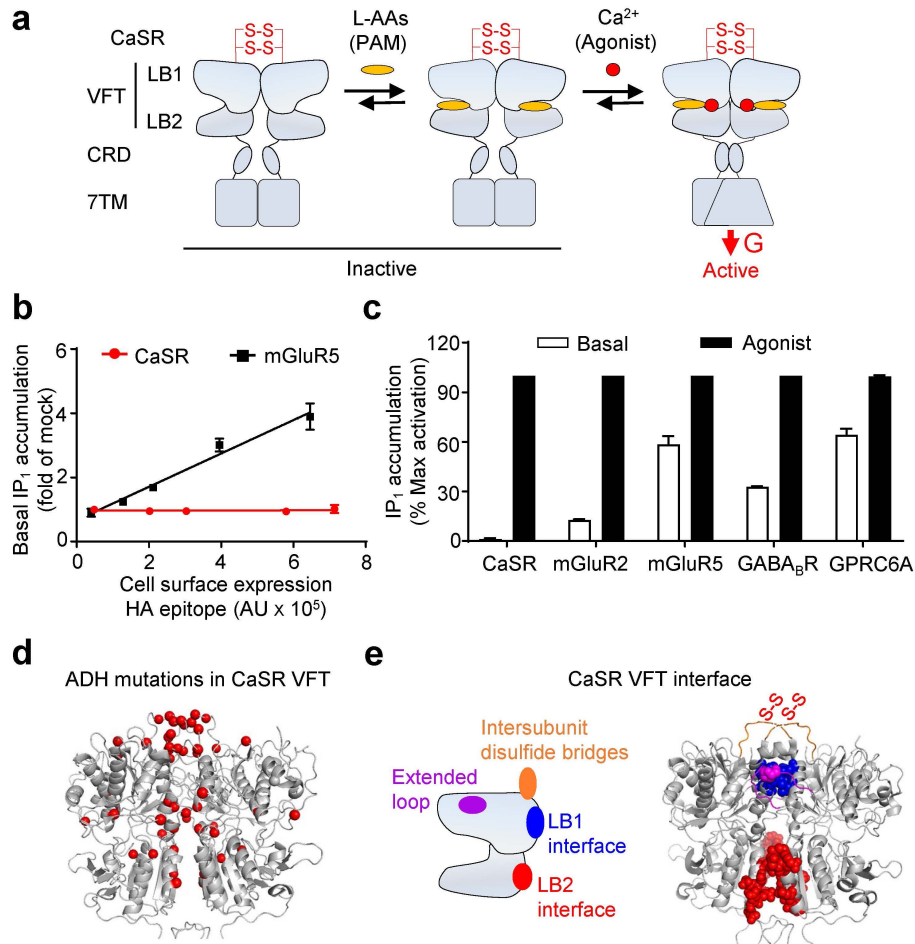 a
CaSR
S-S
S-S
L-AAs
(PAM)
S-S
S-S
Ca²⁺
(Agonist)
S-S
S-S
VFT
LB1
LB2
CRD
7TM
G
Inactive
Active
b
CaSR
mGluR5
Basal IP₁ accumulation
(fold of mock)
6
4
2
0
0
2
4
6
8
Cell surface expression
HA epitope (AU x 10⁵)
c
Basal
Agonist
IP₁ accumulation
(% Max activation)
120
90
60
30
0
CaSR
mGluR2
mGluR5
GABA_BR
GPRC6A
d
ADH mutations in CaSR VFT
e
CaSR VFT interface
Intersubunit
disulfide bridges
Extended
loop
LB1
interface
LB2
interface
S-S
S-S